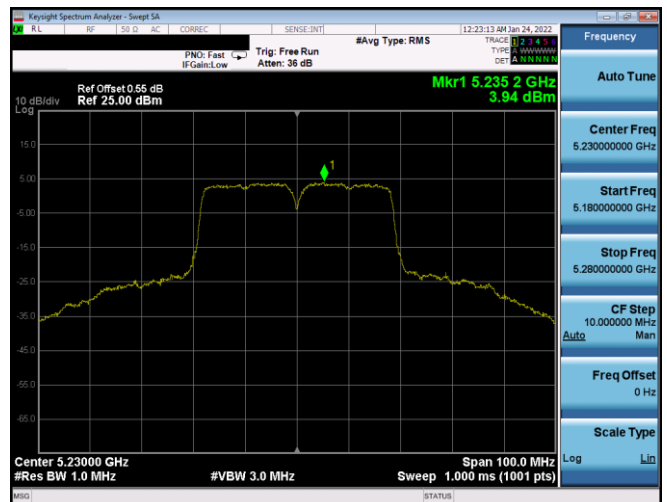 Keysight Spectrum Analyzer - Swept SA
RL RF 50 Ω AC CORREC SENSE:INT 12:23:13 AM Jan 24, 2022
#Avg Type: RMS
TRACE 1 2 3 4 5 6
TYPE A WWWWW
DET A N N N N N
PNO: Fast Trig: Free Run
IFGain:Low Atten: 36 dB
Frequency
Mkr1 5.235 2 GHz
3.94 dBm
Ref Offset 0.55 dB
10 dB/div Ref 25.00 dBm
Log
15.0
5.00
-5.00
-15.0
-25.0
-35.0
-45.0
-55.0
-65.0
1
Center 5.23000 GHz Span 100.0 MHz
#Res BW 1.0 MHz #VBW 3.0 MHz Sweep 1.000 ms (1001 pts)
MSG STATUS
Auto Tune
Center Freq
5.230000000 GHz
Start Freq
5.180000000 GHz
Stop Freq
5.280000000 GHz
CF Step
10.000000 MHz
Auto Man
Freq Offset
0 Hz
Scale Type
Log Lin